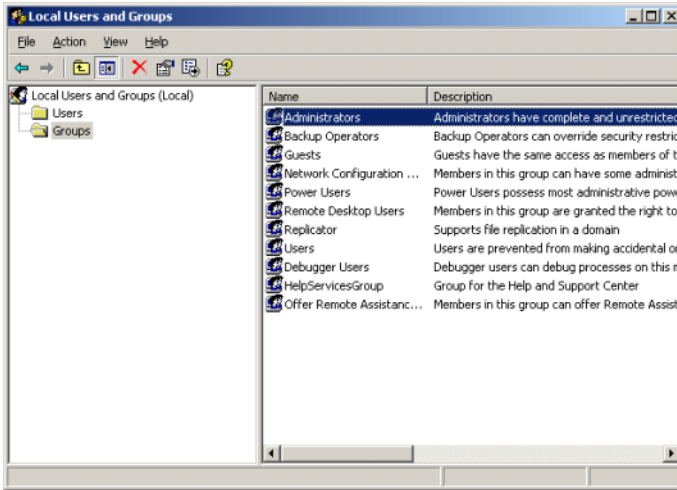 Local Users and Groups
File Action View Help
Local Users and Groups (Local)
Users
Groups
Name Description
Administrators Administrators have complete and unrestricted
Backup Operators Backup Operators can override security restric
Guests Guests have the same access as members of t
Network Configuration ... Members in this group can have some administ
Power Users Power Users possess most administrative pow
Remote Desktop Users Members in this group are granted the right to
Replicator Supports file replication in a domain
Users Users are prevented from making accidental o
Debugger Users Debugger users can debug processes on this
HelpServicesGroup Group for the Help and Support Center
Offer Remote Assistanc... Members in this group can offer Remote Assist